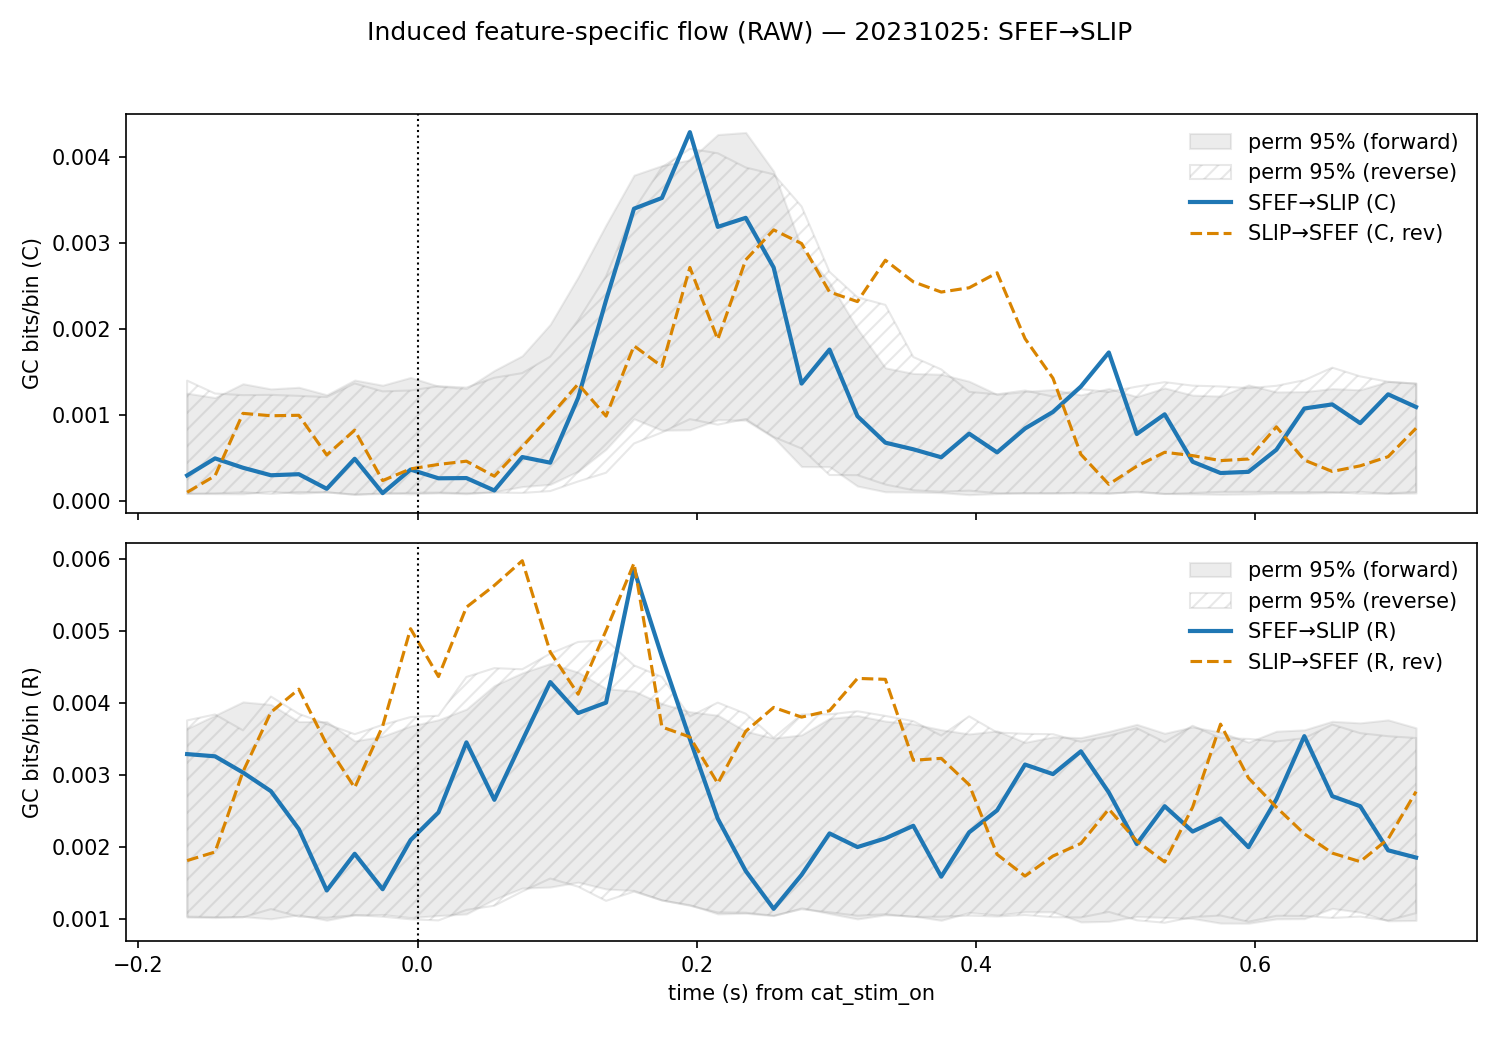 Induced feature-specific flow (RAW) — 20231025: SFEF→SLIP
GC bits/bin (C)
0.004
0.003
0.002
0.001
0.000
perm 95% (forward)
perm 95% (reverse)
SFEF→SLIP (C)
SLIP→SFEF (C, rev)
GC bits/bin (R)
0.006
0.005
0.004
0.003
0.002
0.001
perm 95% (forward)
perm 95% (reverse)
SFEF→SLIP (R)
SLIP→SFEF (R, rev)
−0.2 0.0 0.2 0.4 0.6
time (s) from cat_stim_on